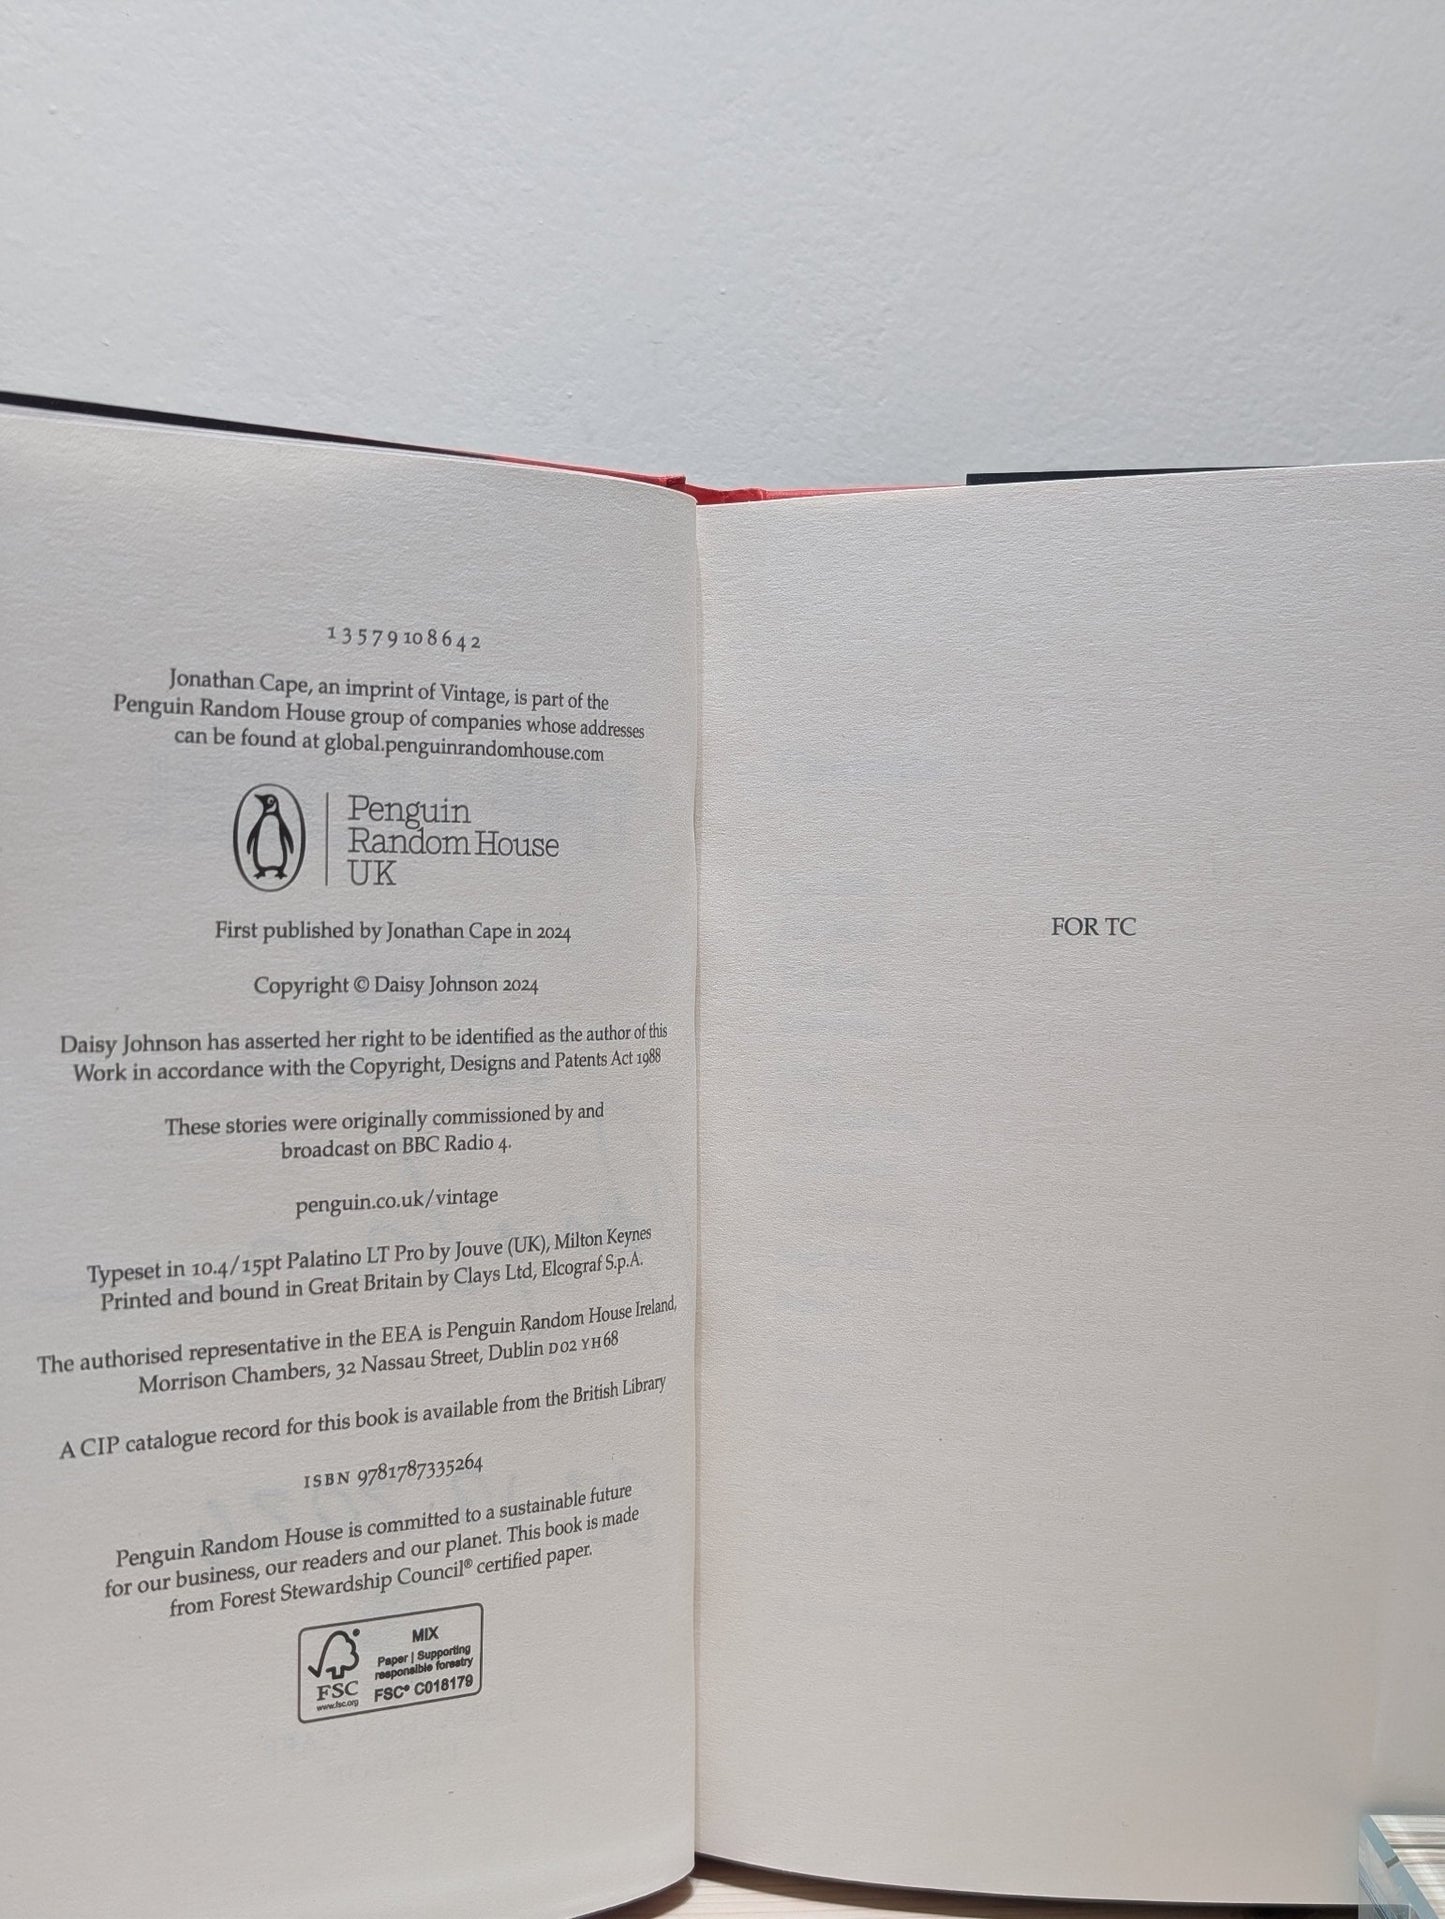 1 3 5 7 9 10 8 6 4 2
Jonathan Cape, an imprint of Vintage, is part of the
Penguin Random House group of companies whose addresses
can be found at global.penguinrandomhouse.com
Penguin
Random House
UK
First published by Jonathan Cape in 2024
Copyright © Daisy Johnson 2024
Daisy Johnson has asserted her right to be identified as the author of this
Work in accordance with the Copyright, Designs and Patents Act 1988
These stories were originally commissioned by and
broadcast on BBC Radio 4.
penguin.co.uk/vintage
Typeset in 10.4/15pt Palatino LT Pro by Jouve (UK), Milton Keynes
Printed and bound in Great Britain by Clays Ltd, Elcograf S.p.A.
The authorised representative in the EEA is Penguin Random House Ireland,
Morrison Chambers, 32 Nassau Street, Dublin D02 YH68
A CIP catalogue record for this book is available from the British Library
ISBN 9781787335264
Penguin Random House is committed to a sustainable future
for our business, our readers and our planet. This book is made
from Forest Stewardship Council® certified paper.
FSC
www.fsc.org
MIX
Paper | Supporting
responsible forestry
FSC® C018179
FOR TC